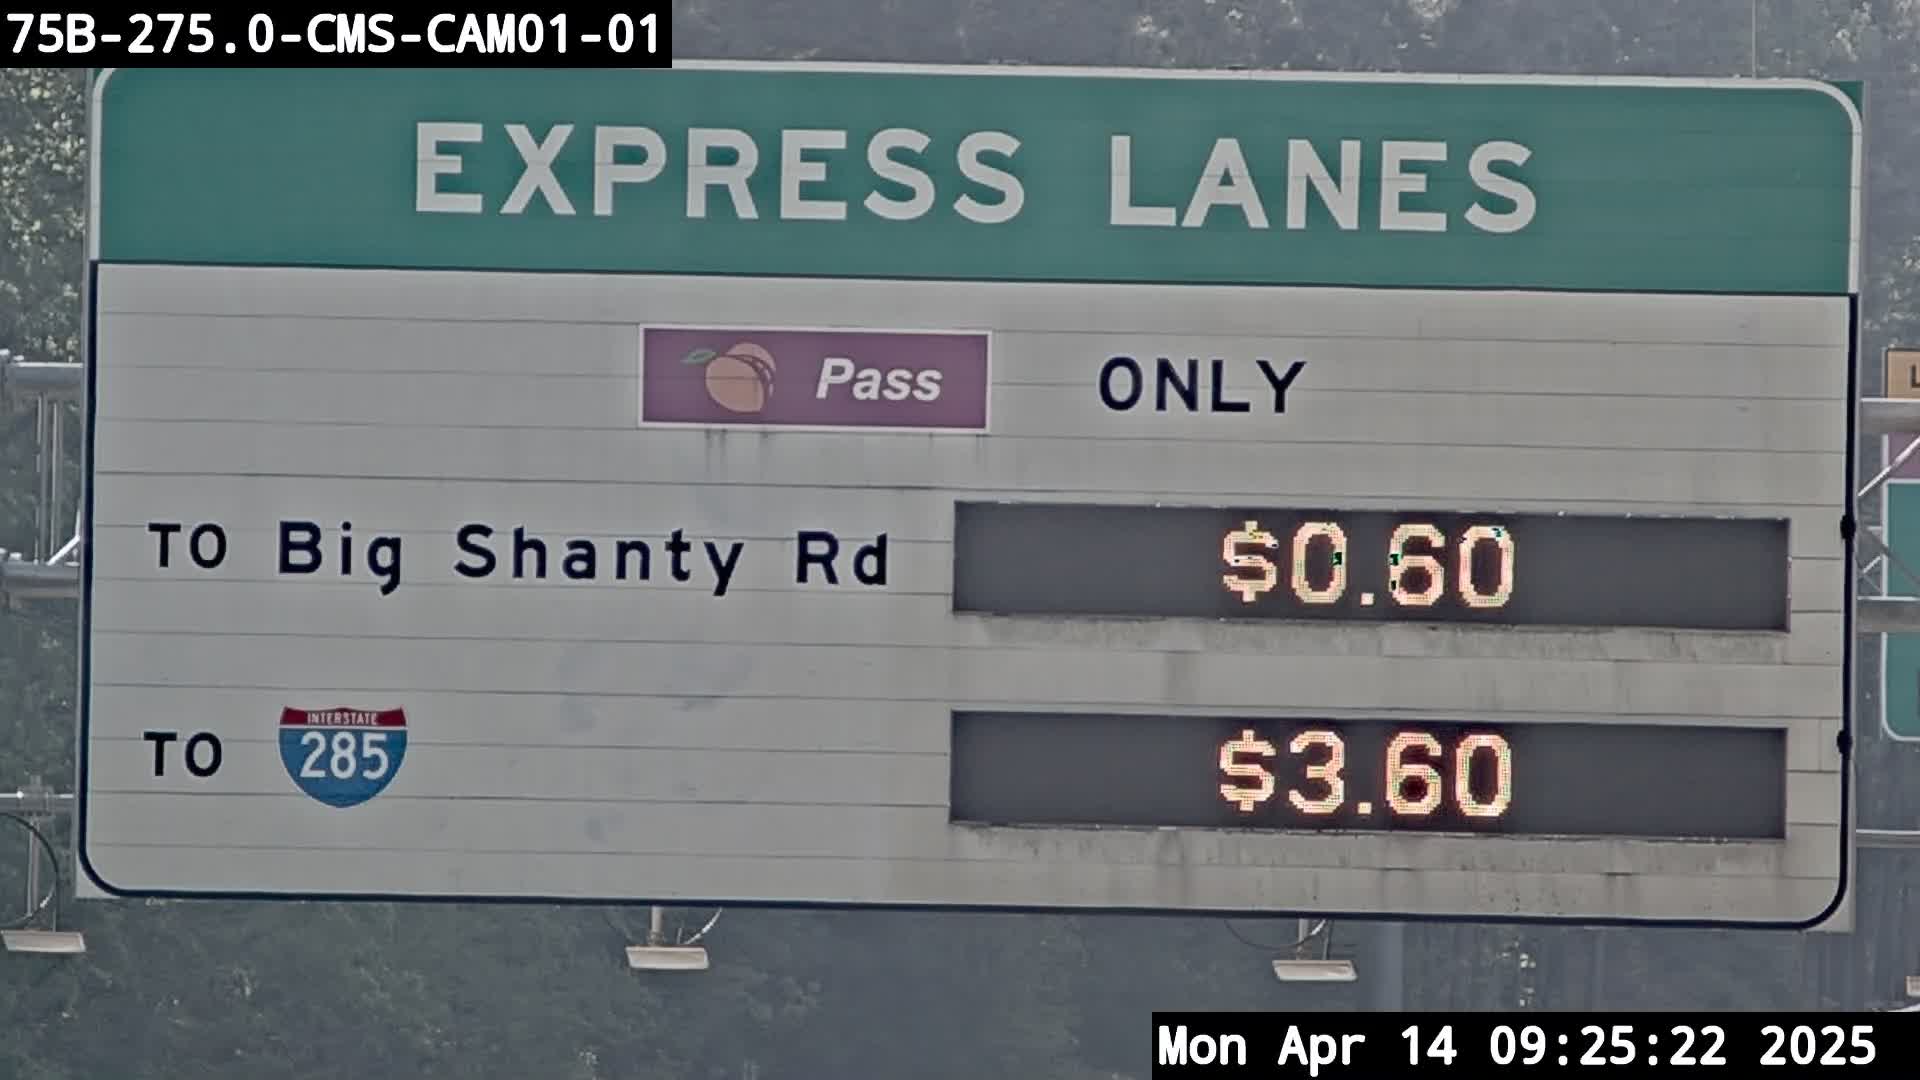 75B-275.0-CMS-CAM01-01
EXPRESS LANES
Pass ONLY
TO Big Shanty Rd $0.60
TO INTERSTATE 285 $3.60
Mon Apr 14 09:25:22 2025